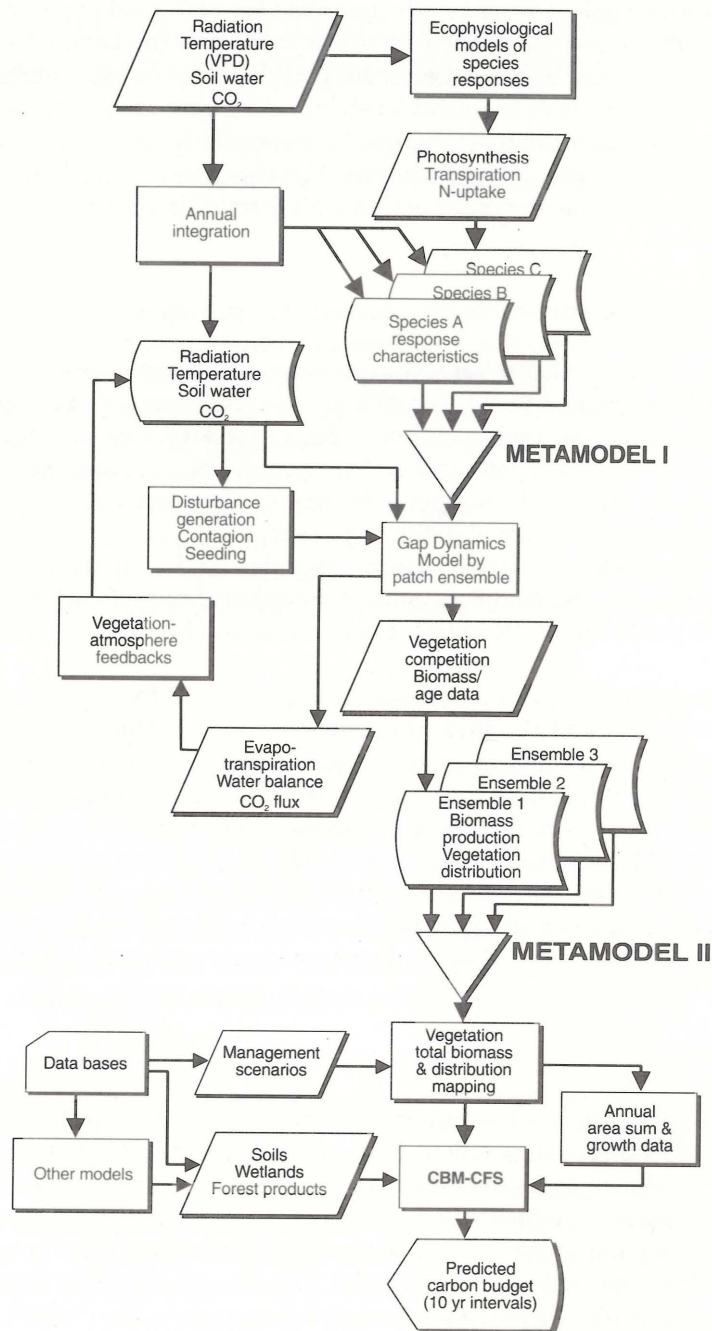 Radiation
Temperature
(VPD)
Soil water
CO₂
Ecophysiological
models of
species
responses
Photosynthesis
Transpiration
N-uptake
Annual
integration
Species C
Species B
Species A
response
characteristics
Radiation
Temperature
Soil water
CO₂
METAMODEL I
Disturbance
generation
Contagion
Seeding
Gap Dynamics
Model by
patch ensemble
Vegetation-
atmosphere
feedbacks
Vegetation
competition
Biomass/
age data
Evapo-
transpiration
Water balance
CO₂ flux
Ensemble 3
Ensemble 2
Ensemble 1
Biomass
production
Vegetation
distribution
METAMODEL II
Data bases
Management
scenarios
Vegetation
total biomass
& distribution
mapping
Annual
area sum &
growth data
Other models
Soils
Wetlands
Forest products
CBM-CFS
Predicted
carbon budget
(10 yr intervals)